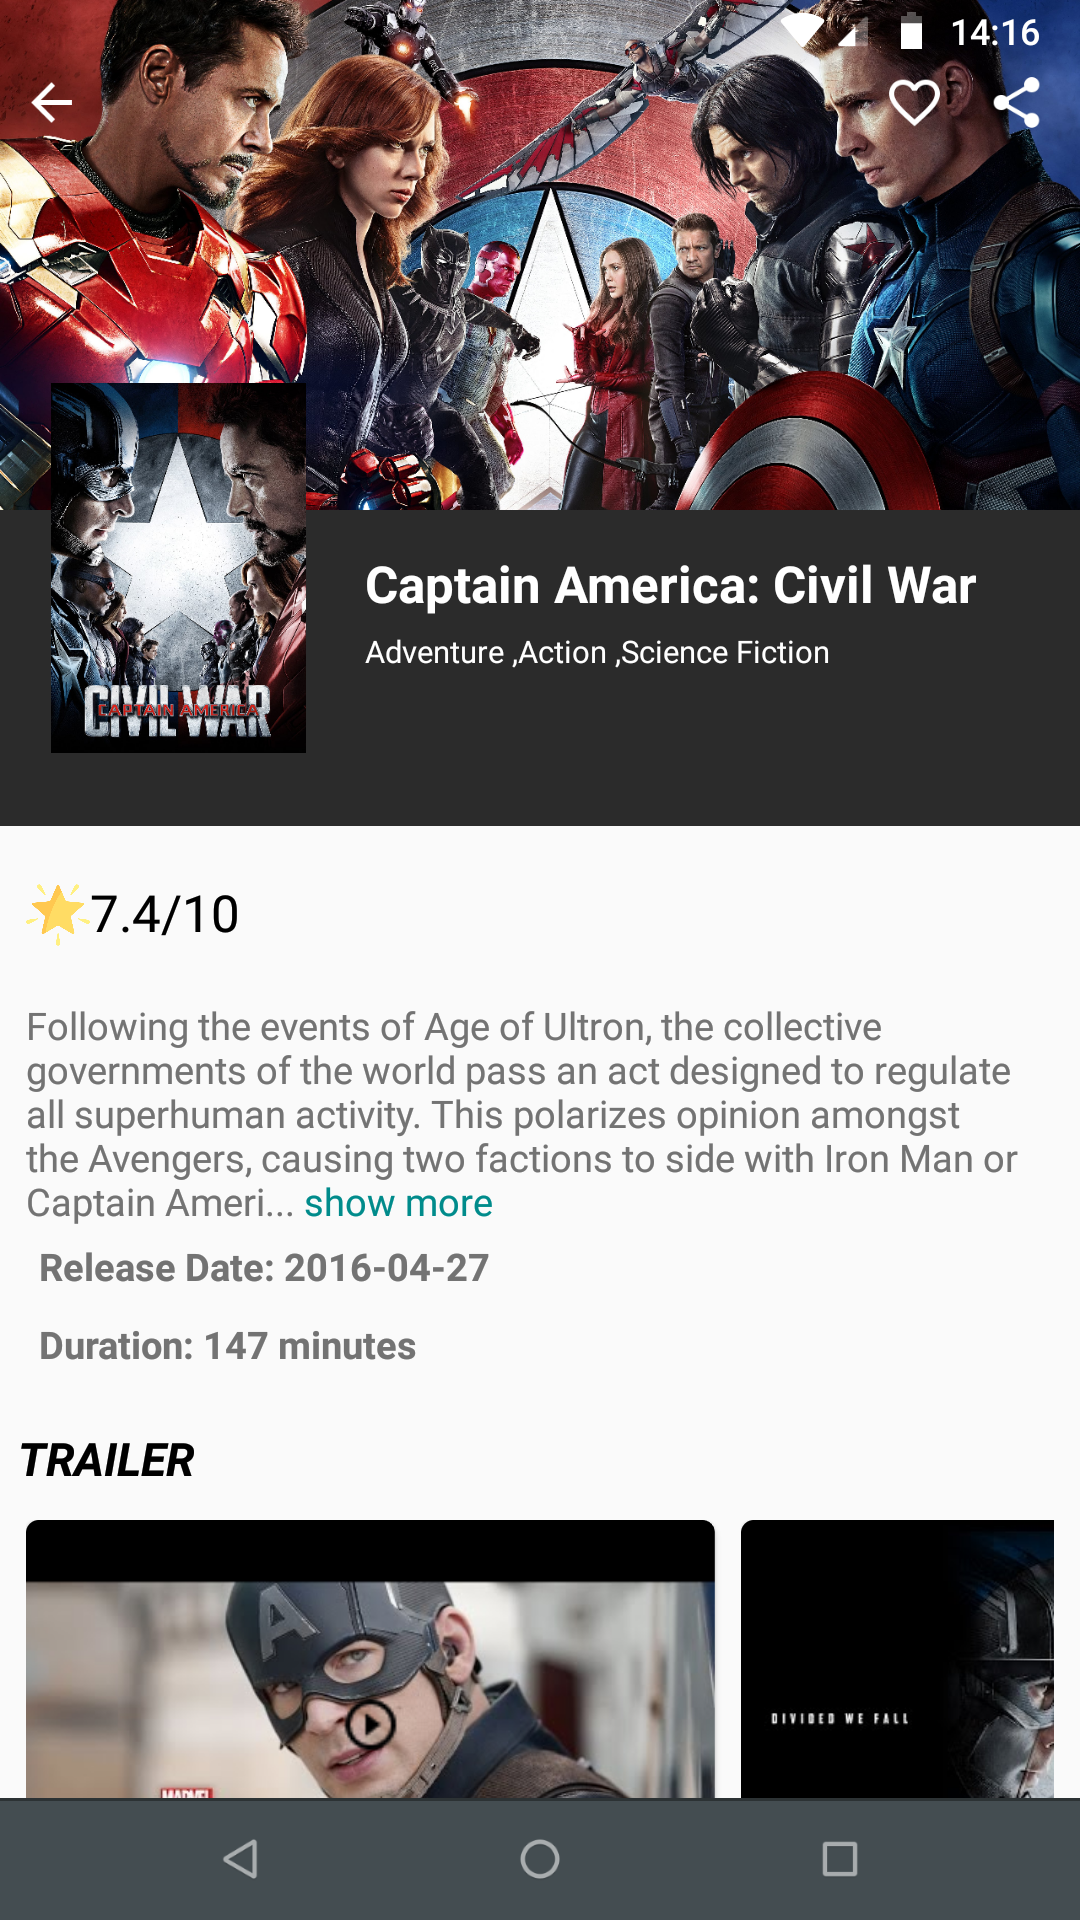 14:16
CIVIL WAR
CAPTAIN AMERICA
Captain America: Civil War
Adventure ,Action ,Science Fiction
7.4/10
Following the events of Age of Ultron, the collective
governments of the world pass an act designed to regulate
all superhuman activity. This polarizes opinion amongst
the Avengers, causing two factions to side with Iron Man or
Captain Ameri... show more
Release Date: 2016-04-27
Duration: 147 minutes
TRAILER
A
MARVEL
DIVIDED WE FALL